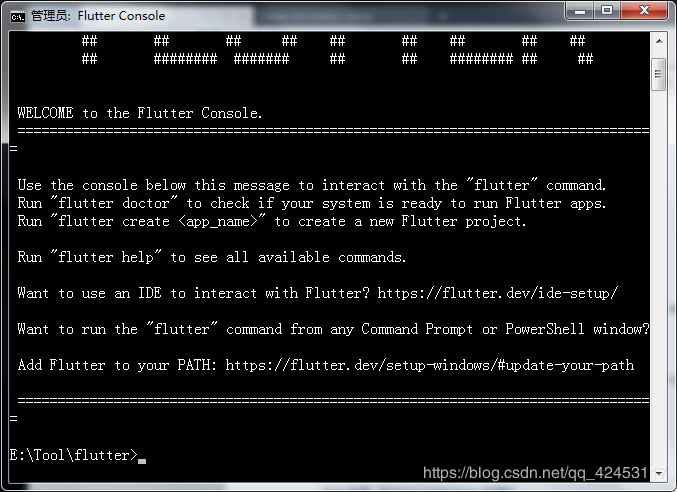 管理员: Flutter Console
## ## ## ## ## ## ## ## ##
## ######## ####### ## ## ######## ## ##
WELCOME to the Flutter Console.
===============================================================================
=
Use the console below this message to interact with the "flutter" command.
Run "flutter doctor" to check if your system is ready to run Flutter apps.
Run "flutter create <app_name>" to create a new Flutter project.
Run "flutter help" to see all available commands.
Want to use an IDE to interact with Flutter? https://flutter.dev/ide-setup/
Want to run the "flutter" command from any Command Prompt or PowerShell window?
Add Flutter to your PATH: https://flutter.dev/setup-windows/#update-your-path
===============================================================================
=
E:\Tool\flutter>